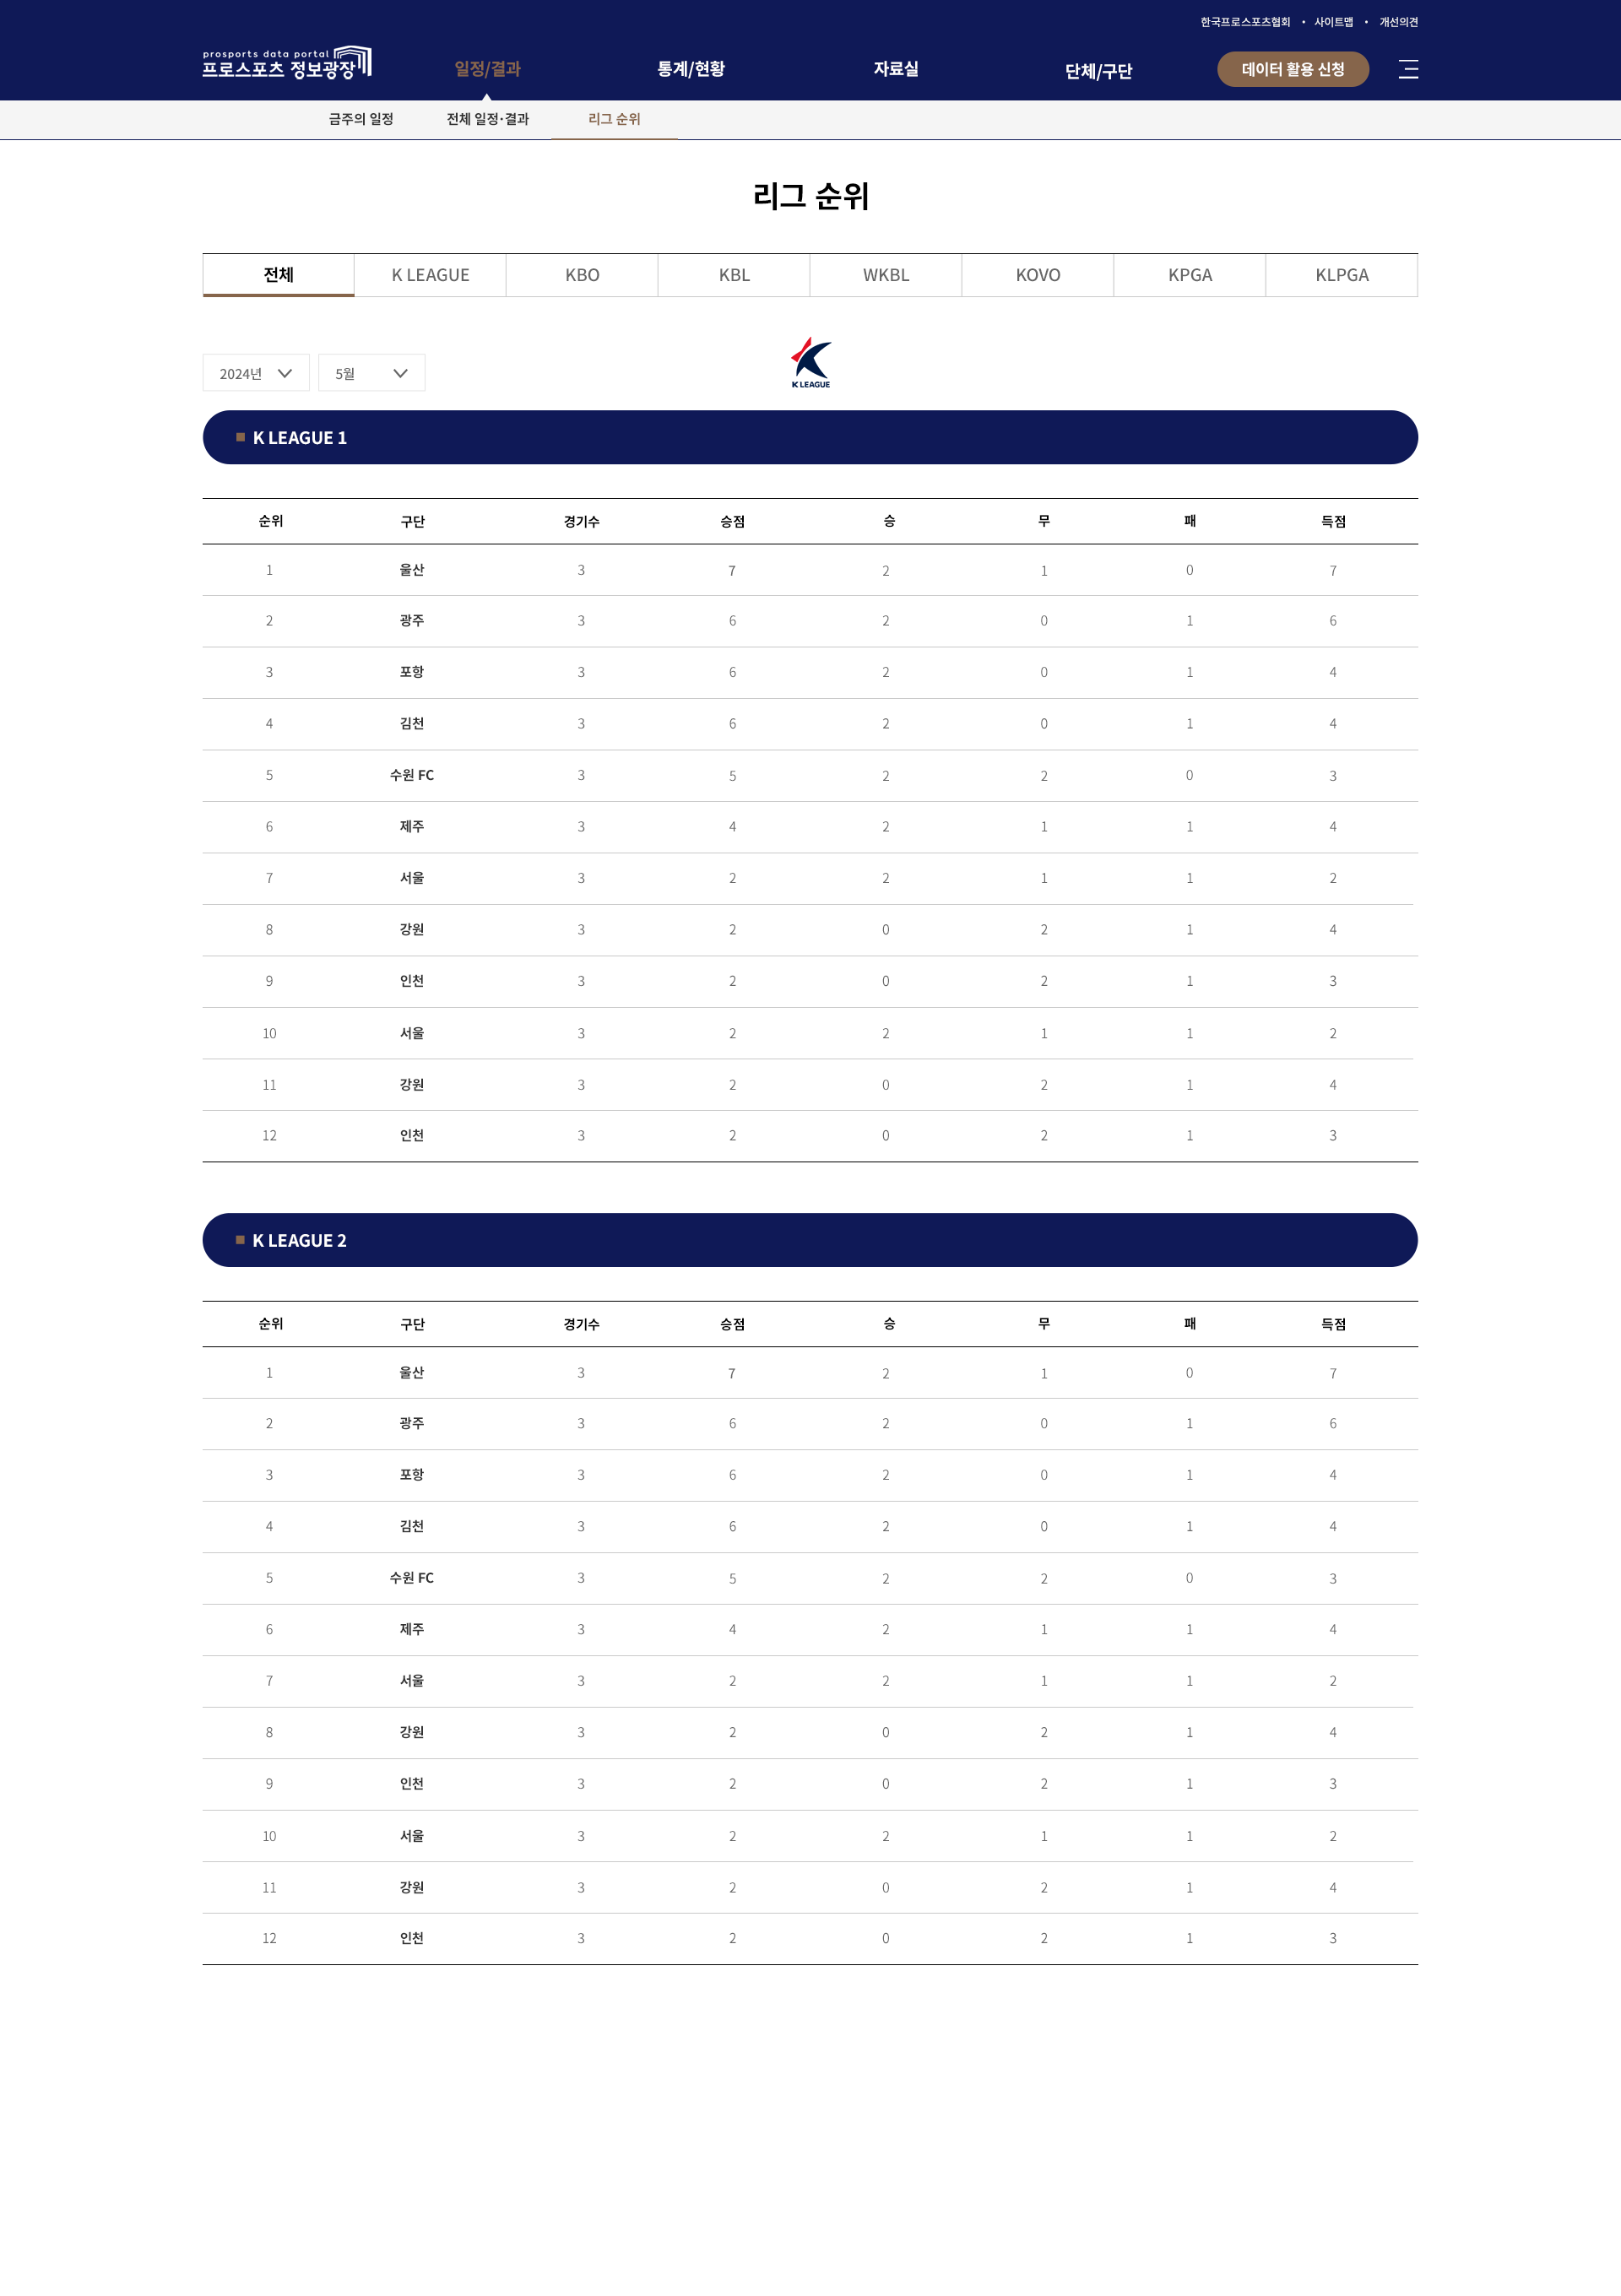 한국프로스포츠협회 • 사이트맵 • 개선의견
prosports data portal
프로스포츠 정보광장
일정/결과 통계/현황 자료실 단체/구단 데이터 활용 신청
금주의 일정 전체 일정·결과 리그 순위
리그 순위
전체 K LEAGUE KBO KBL WKBL KOVO KPGA KLPGA
2024년 5월
K LEAGUE
K LEAGUE 1
순위 구단 경기수 승점 승 무 패 득점
1 울산 3 7 2 1 0 7
2 광주 3 6 2 0 1 6
3 포항 3 6 2 0 1 4
4 김천 3 6 2 0 1 4
5 수원 FC 3 5 2 2 0 3
6 제주 3 4 2 1 1 4
7 서울 3 2 2 1 1 2
8 강원 3 2 0 2 1 4
9 인천 3 2 0 2 1 3
10 서울 3 2 2 1 1 2
11 강원 3 2 0 2 1 4
12 인천 3 2 0 2 1 3
K LEAGUE 2
순위 구단 경기수 승점 승 무 패 득점
1 울산 3 7 2 1 0 7
2 광주 3 6 2 0 1 6
3 포항 3 6 2 0 1 4
4 김천 3 6 2 0 1 4
5 수원 FC 3 5 2 2 0 3
6 제주 3 4 2 1 1 4
7 서울 3 2 2 1 1 2
8 강원 3 2 0 2 1 4
9 인천 3 2 0 2 1 3
10 서울 3 2 2 1 1 2
11 강원 3 2 0 2 1 4
12 인천 3 2 0 2 1 3